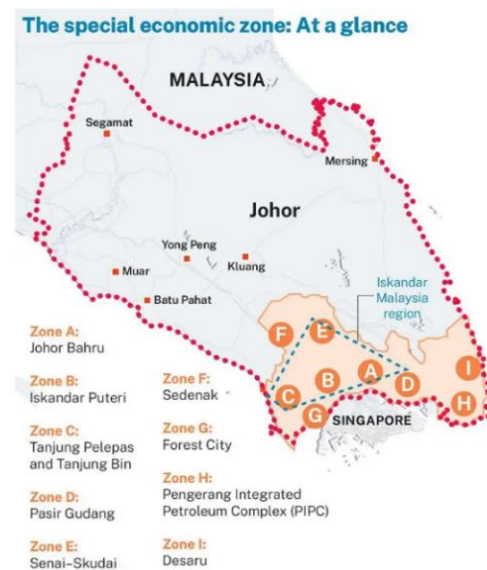 The special economic zone: At a glance
MALAYSIA
Segamat
Mersing
Johor
Yong Peng
Kluang
Muar
Batu Pahat
Iskandar
Malaysia
region
F
E
A
B
C
D
G
I
H
SINGAPORE
Zone A:
Johor Bahru
Zone B:
Iskandar Puteri
Zone C:
Tanjung Pelepas
and Tanjung Bin
Zone D:
Pasir Gudang
Zone E:
Senai–Skudai
Zone F:
Sedenak
Zone G:
Forest City
Zone H:
Pengerang Integrated
Petroleum Complex (PIPC)
Zone I:
Desaru